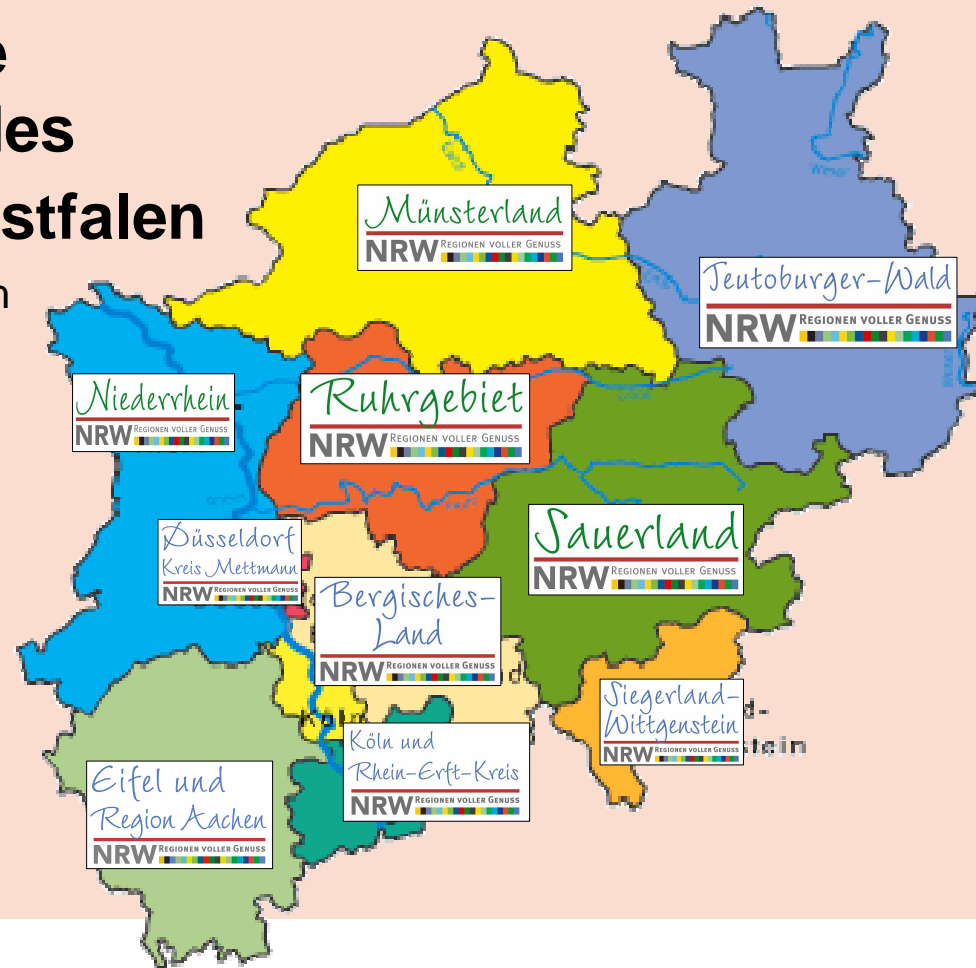 e
les
stfalen
n
Münsterland
NRW REGIONEN VOLLER GENUSS
Teutoburger-Wald
NRW REGIONEN VOLLER GENUSS
Niederrhein
NRW REGIONEN VOLLER GENUSS
Ruhrgebiet
NRW REGIONEN VOLLER GENUSS
Düsseldorf
Kreis Mettmann
NRW REGIONEN VOLLER GENUSS
Sauerland
NRW REGIONEN VOLLER GENUSS
Bergisches-
Land
NRW REGIONEN VOLLER GENUSS
d
Siegerland-
Wittgenstein
NRW REGIONEN VOLLER GENUSS
d-
stein
Köln
Köln und
Rhein-Erft-Kreis
NRW REGIONEN VOLLER GENUSS
Eifel und
Region Aachen
NRW REGIONEN VOLLER GENUSS
Weser